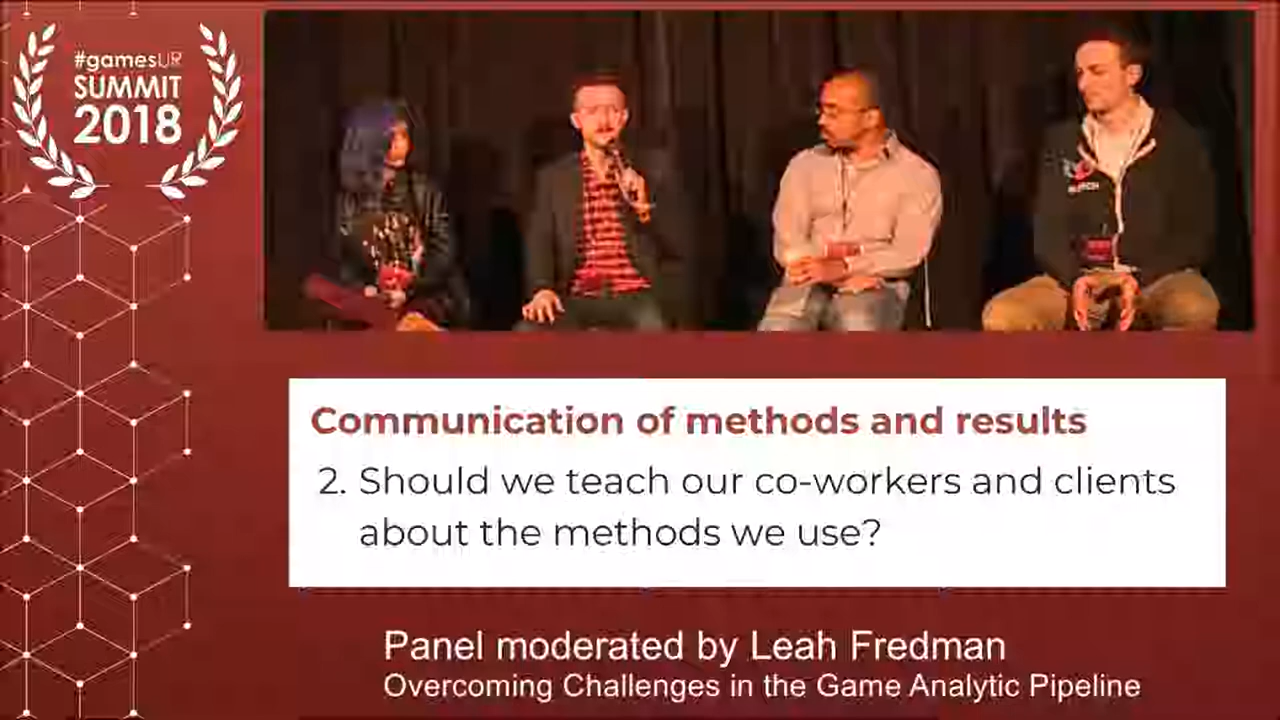 #gamesUR
SUMMIT
2018
Communication of methods and results
2. Should we teach our co-workers and clients
about the methods we use?
Panel moderated by Leah Fredman
Overcoming Challenges in the Game Analytic Pipeline